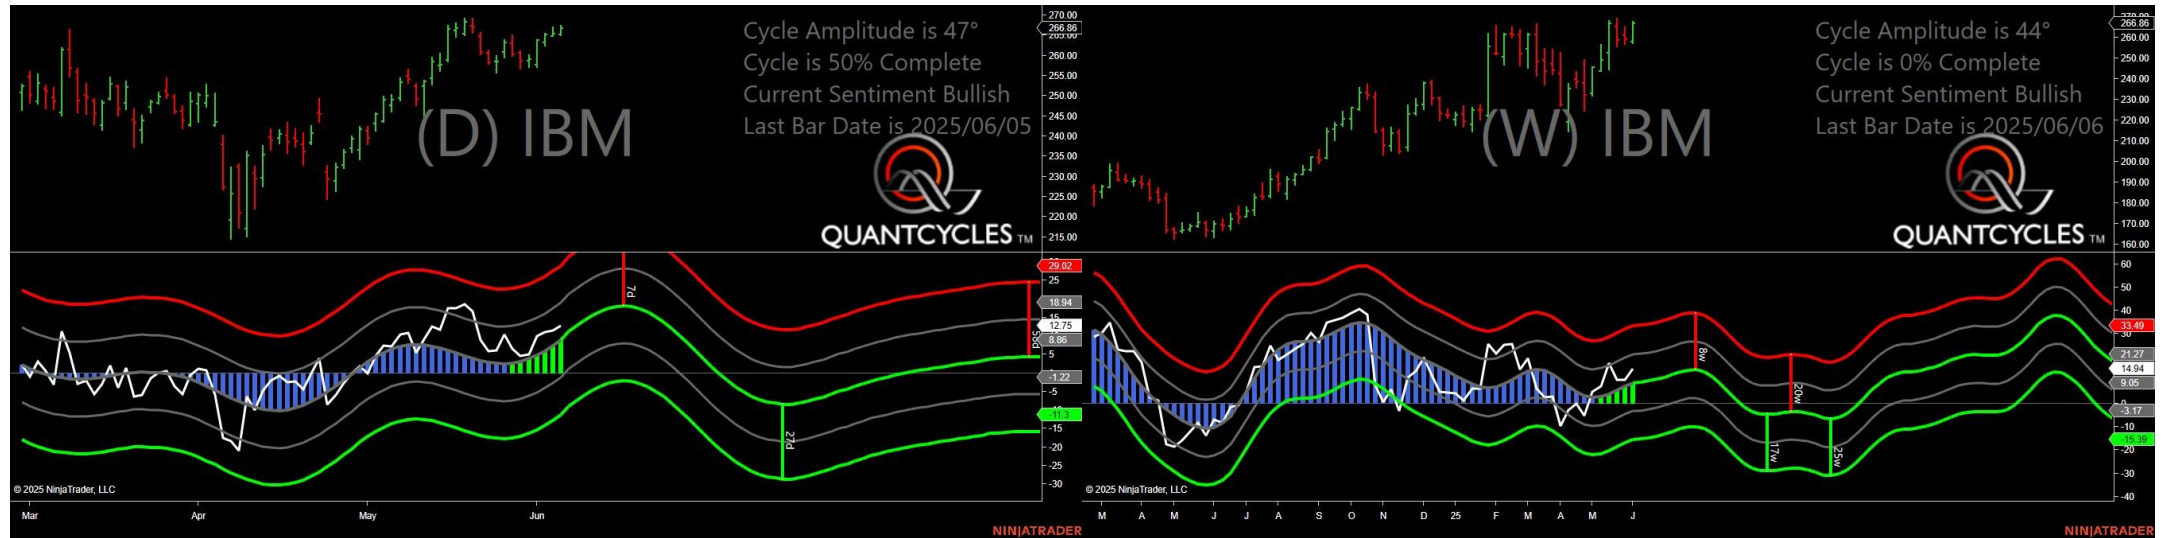 Cycle Amplitude is 47°
Cycle is 50% Complete
Current Sentiment Bullish
Last Bar Date is 2025/06/05
(D) IBM
QUANTCYCLES TM
270.00
266.86
265.00
260.00
255.00
250.00
245.00
240.00
235.00
230.00
225.00
220.00
215.00
29.02
25
18.94
15
12.75
8.86
5
-1.22
-5
-11.3
-15
-20
-25
-30
7d
27d
© 2025 NinjaTrader, LLC
Mar Apr May Jun
NINJATRADER
Cycle Amplitude is 44°
Cycle is 0% Complete
Current Sentiment Bullish
Last Bar Date is 2025/06/06
(W) IBM
QUANTCYCLES TM
270.00
266.86
260.00
250.00
240.00
230.00
220.00
210.00
200.00
190.00
180.00
170.00
160.00
60
50
40
33.49
30
21.27
14.94
9.05
0
-3.17
-10
-15.39
-20
-30
-40
8w
20w
17w
25w
© 2025 NinjaTrader, LLC
M A M J J A S O N D 25 F M A M J
NINJATRADER